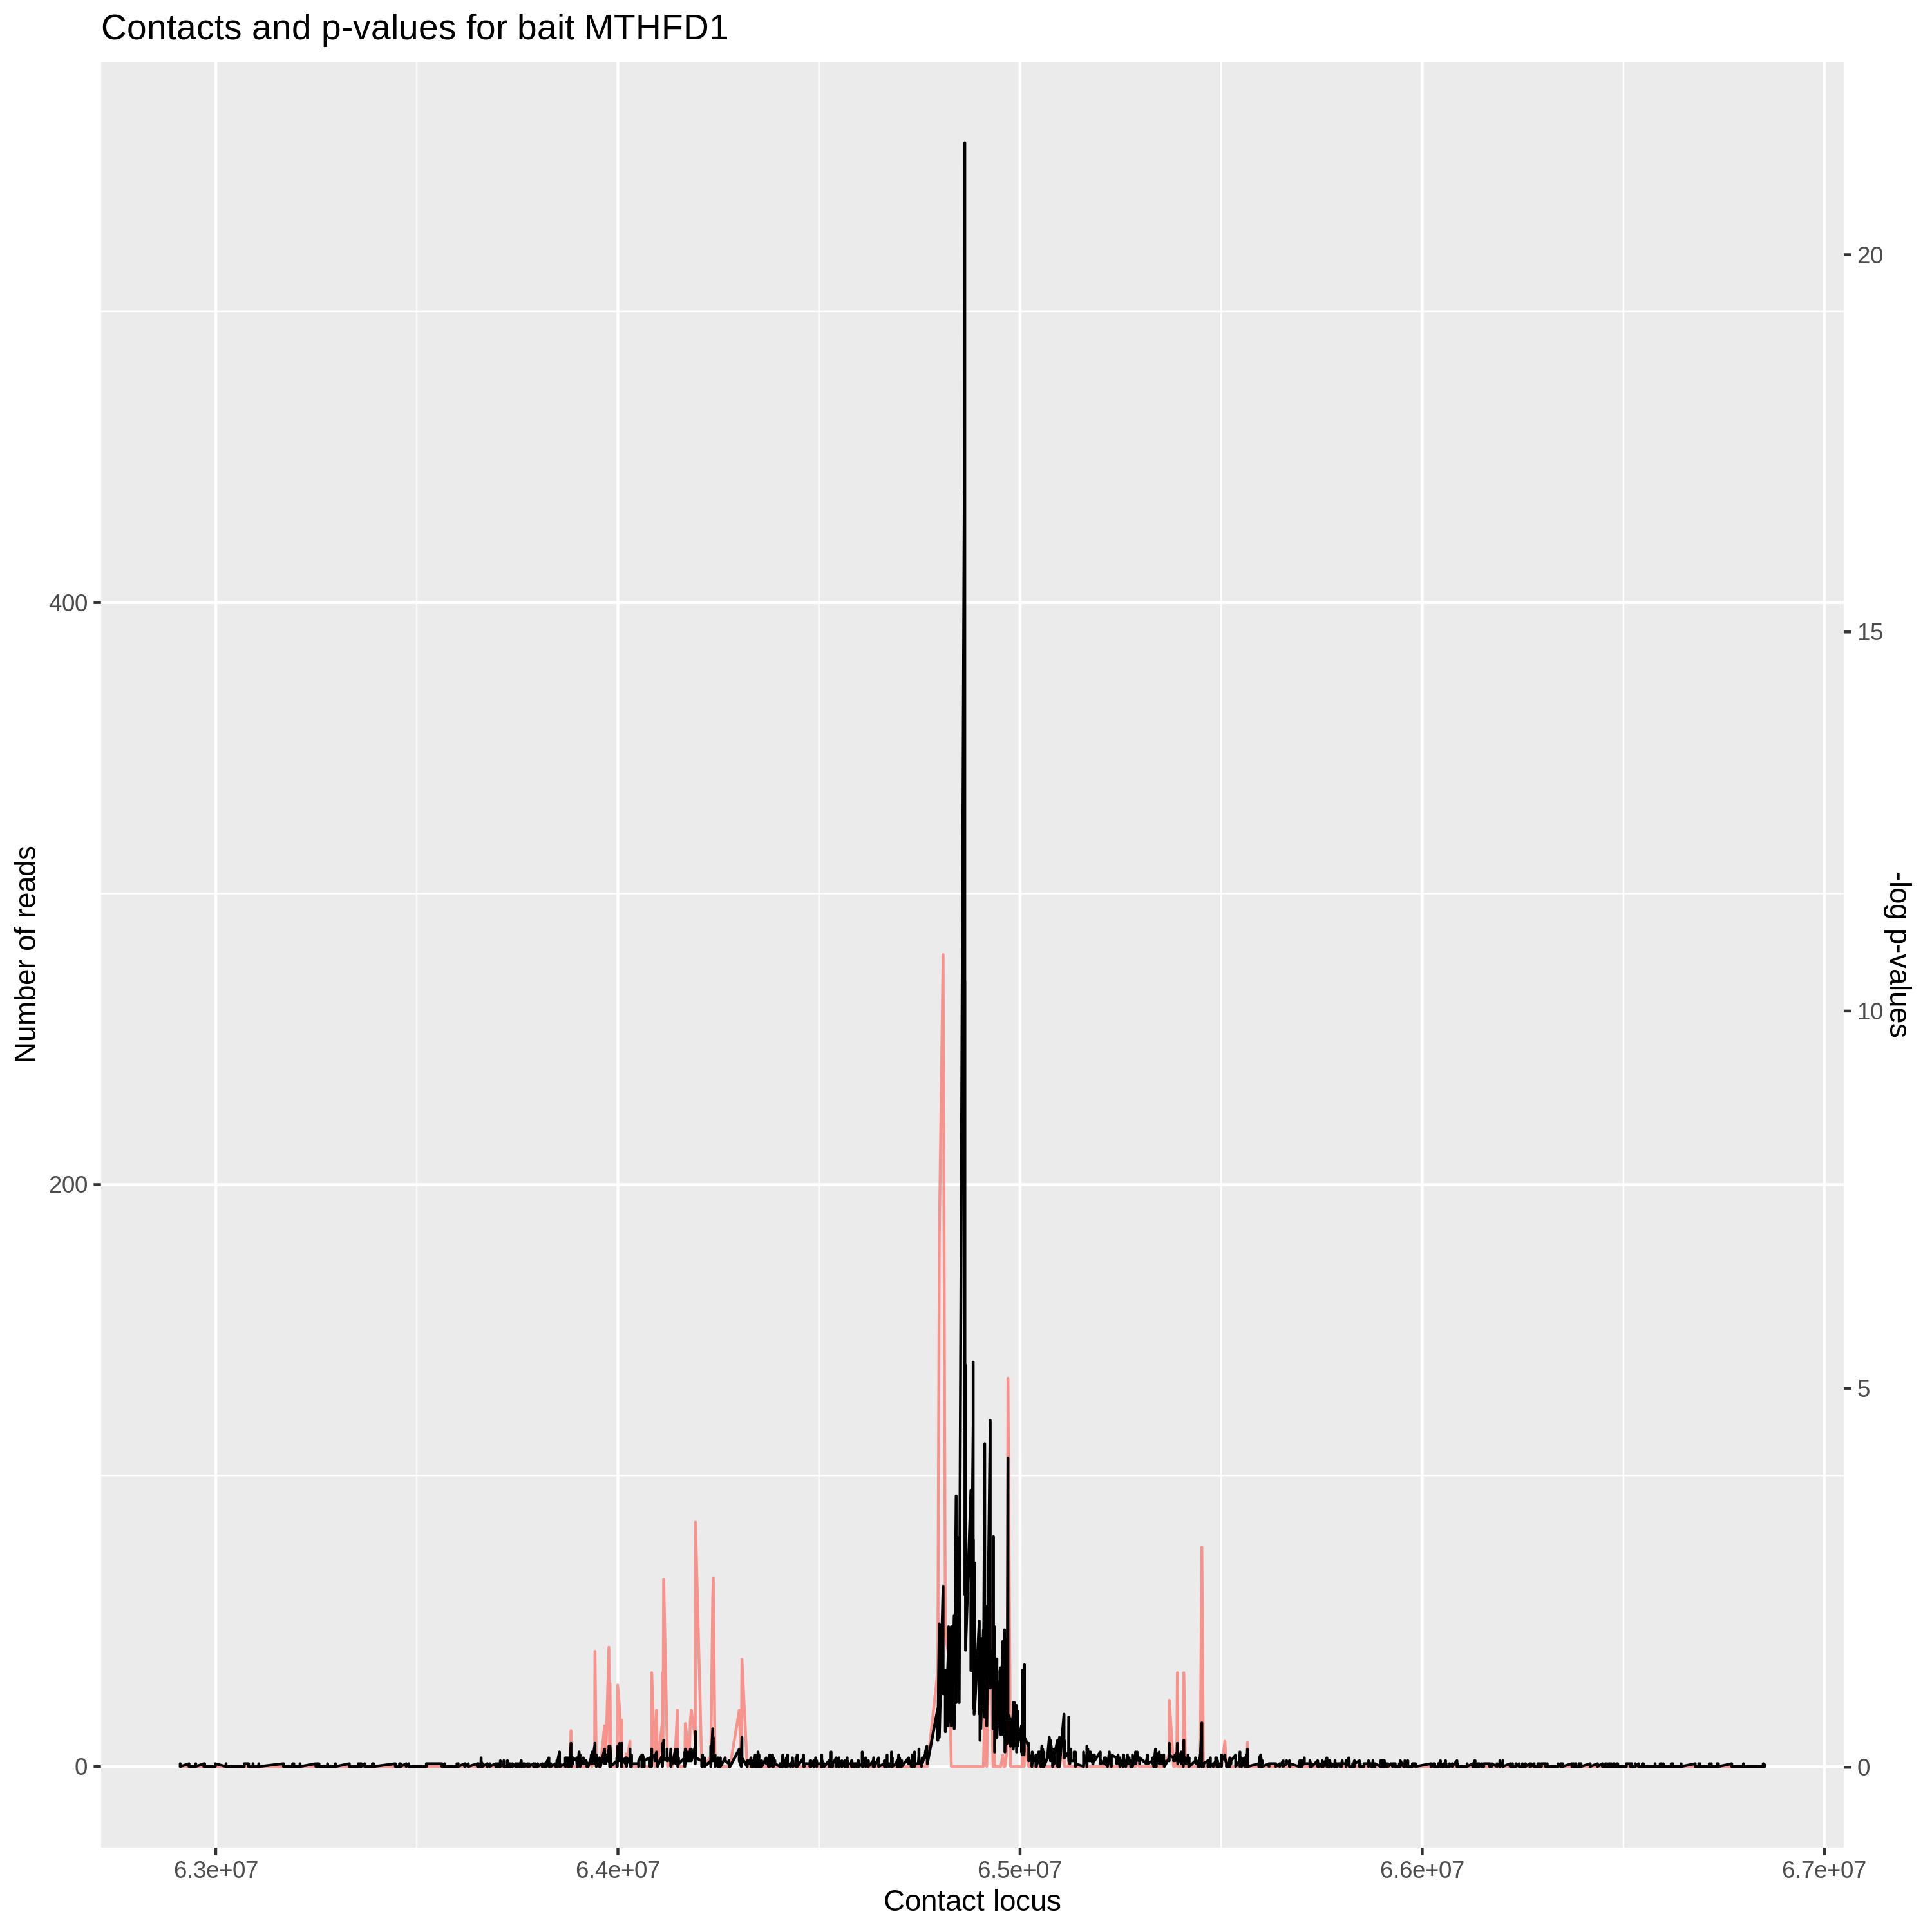 Contacts and p-values for bait MTHFD1
Number of reads
400
200
0
20
15
10
5
0
-log p-values
6.3e+07
6.4e+07
6.5e+07
6.6e+07
6.7e+07
Contact locus